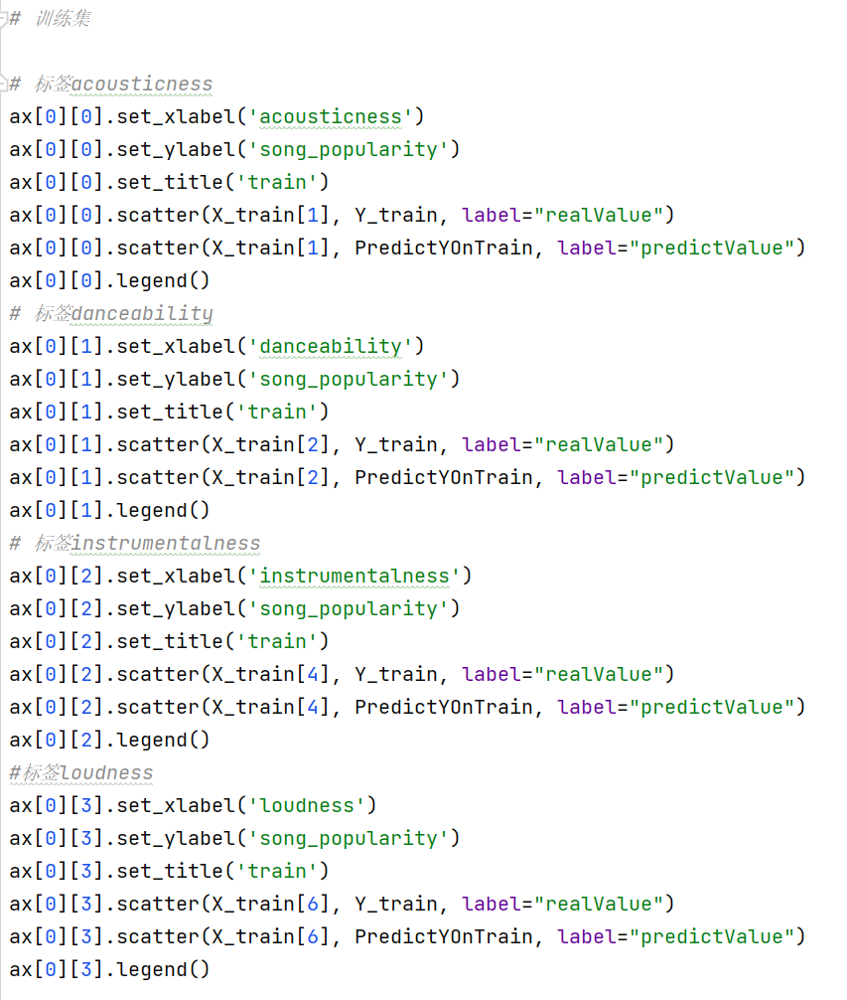 # 训练集
# 标签acousticness
ax[0][0].set_xlabel('acousticness')
ax[0][0].set_ylabel('song_popularity')
ax[0][0].set_title('train')
ax[0][0].scatter(X_train[1], Y_train, label="realValue")
ax[0][0].scatter(X_train[1], PredictYOnTrain, label="predictValue")
ax[0][0].legend()
# 标签danceability
ax[0][1].set_xlabel('danceability')
ax[0][1].set_ylabel('song_popularity')
ax[0][1].set_title('train')
ax[0][1].scatter(X_train[2], Y_train, label="realValue")
ax[0][1].scatter(X_train[2], PredictYOnTrain, label="predictValue")
ax[0][1].legend()
# 标签instrumentalness
ax[0][2].set_xlabel('instrumentalness')
ax[0][2].set_ylabel('song_popularity')
ax[0][2].set_title('train')
ax[0][2].scatter(X_train[4], Y_train, label="realValue")
ax[0][2].scatter(X_train[4], PredictYOnTrain, label="predictValue")
ax[0][2].legend()
#标签loudness
ax[0][3].set_xlabel('loudness')
ax[0][3].set_ylabel('song_popularity')
ax[0][3].set_title('train')
ax[0][3].scatter(X_train[6], Y_train, label="realValue")
ax[0][3].scatter(X_train[6], PredictYOnTrain, label="predictValue")
ax[0][3].legend()